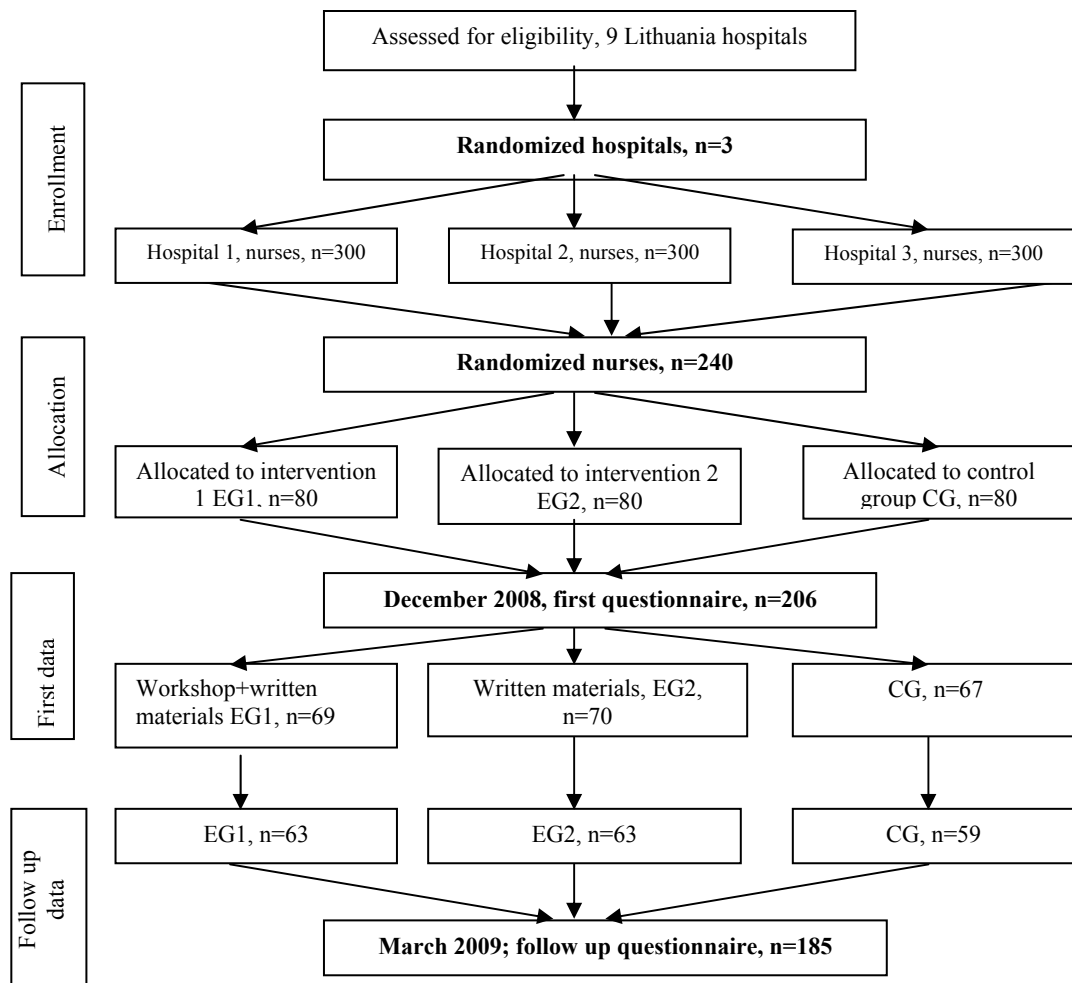 Assessed for eligibility, 9 Lithuania hospitals
Enrollment
Randomized hospitals, n=3
Hospital 1, nurses, n=300
Hospital 2, nurses, n=300
Hospital 3, nurses, n=300
Allocation
Randomized nurses, n=240
Allocated to intervention
1 EG1, n=80
Allocated to intervention 2
EG2, n=80
Allocated to control
group CG, n=80
First data
December 2008, first questionnaire, n=206
Workshop+written
materials EG1, n=69
Written materials, EG2,
n=70
CG, n=67
Follow up
data
EG1, n=63
EG2, n=63
CG, n=59
March 2009; follow up questionnaire, n=185